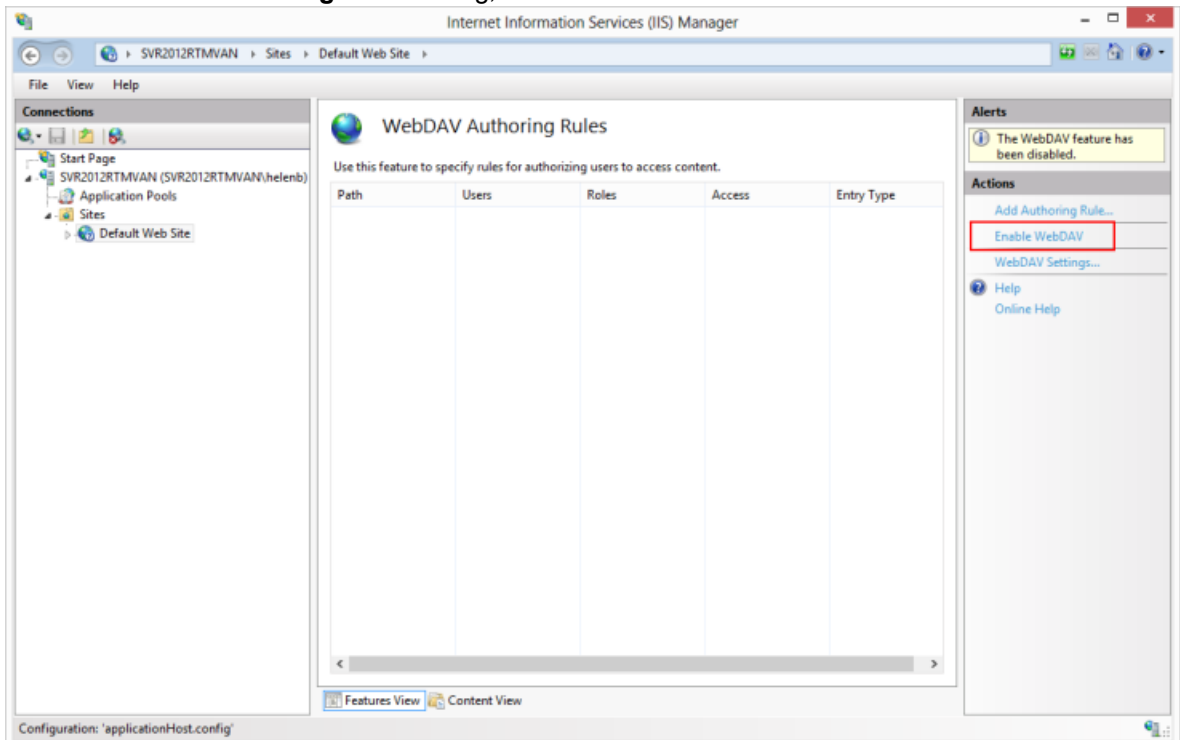 Internet Information Services (IIS) Manager
SVR2012RTMVAN Sites Default Web Site
File View Help
Connections
Start Page
SVR2012RTMVAN (SVR2012RTMVAN\helenb)
Application Pools
Sites
Default Web Site
WebDAV Authoring Rules
Use this feature to specify rules for authorizing users to access content.
Path Users Roles Access Entry Type
Features View Content View
Alerts
The WebDAV feature has
been disabled.
Actions
Add Authoring Rule...
Enable WebDAV
WebDAV Settings...
Help
Online Help
Configuration: 'applicationHost.config'